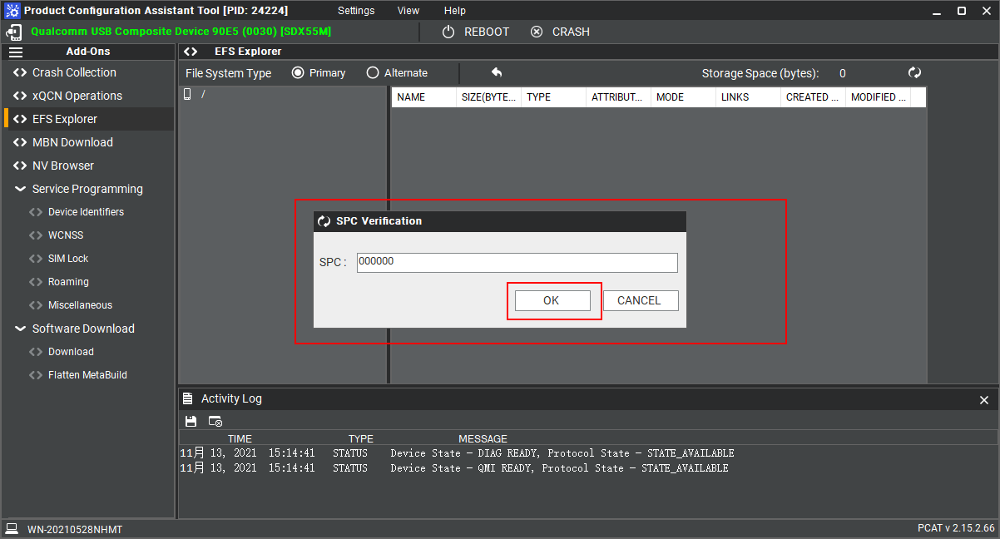 Product Configuration Assistant Tool [PID: 24224] Settings View Help
Qualcomm USB Composite Device 90E5 (0030) [SDX55M] REBOOT CRASH
Add-Ons
Crash Collection
xQCN Operations
EFS Explorer
MBN Download
NV Browser
Service Programming
Device Identifiers
WCNSS
SIM Lock
Roaming
Miscellaneous
Software Download
Download
Flatten MetaBuild
EFS Explorer
File System Type Primary Alternate Storage Space (bytes): 0
/
NAME SIZE(BYTE... TYPE ATTRIBUT... MODE LINKS CREATED ... MODIFIED ...
SPC Verification
SPC : 000000
OK CANCEL
Activity Log
TIME TYPE MESSAGE
11月 13, 2021 15:14:41 STATUS Device State - DIAG READY, Protocol State - STATE_AVAILABLE
11月 13, 2021 15:14:41 STATUS Device State - QMI READY, Protocol State - STATE_AVAILABLE
WN-20210528NHMT PCAT v 2.15.2.66